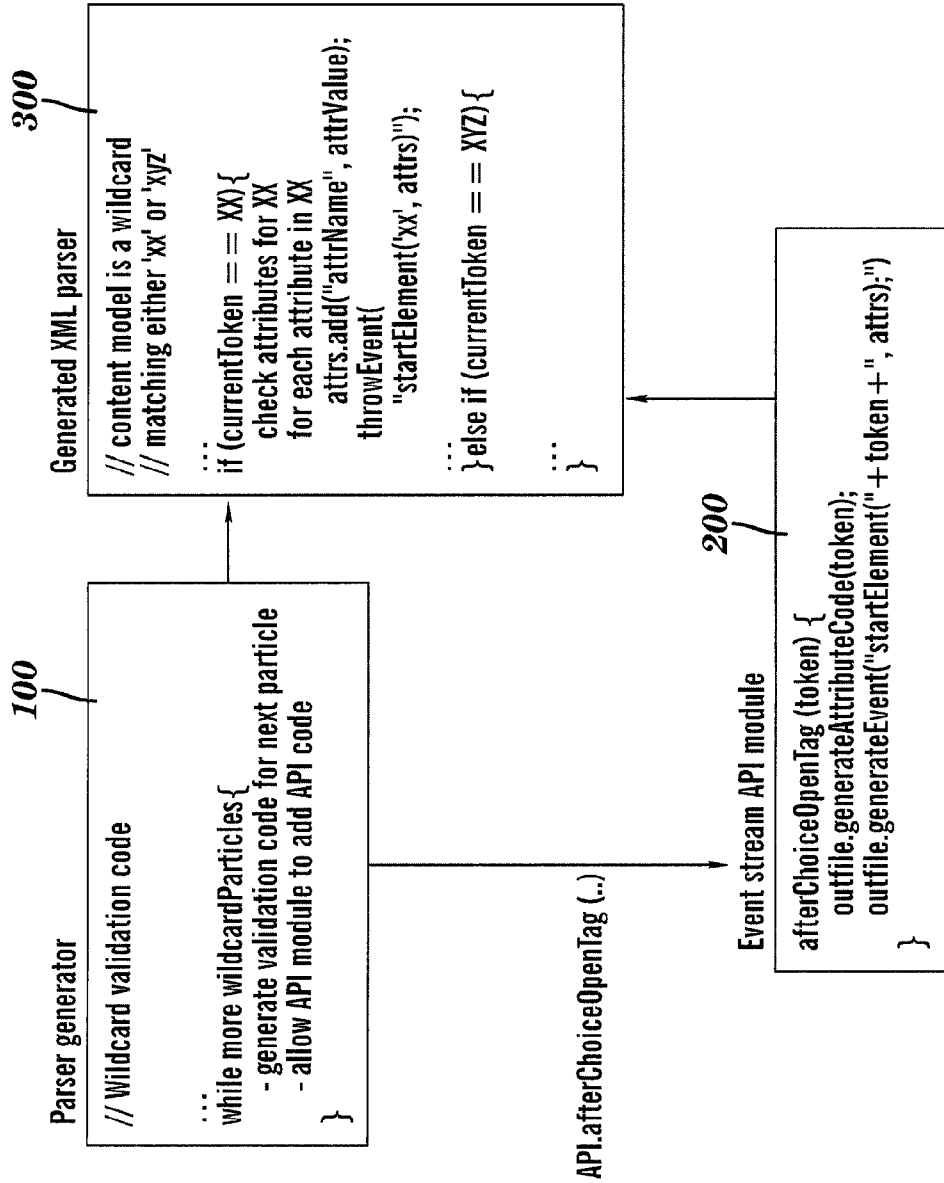 100
Parser generator
// Wildcard validation code
...
while more wildcardParticles{
- generate validation code for next particle
- allow API module to add API code
}
API.afterChoiceOpenTag (..)
300
Generated XML parser
// content model is a wildcard
// matching either 'xx' or 'xyz'
...
if (currentToken == XX){
check attributes for XX
for each attribute in XX
attrs.add("attrName", attrValue);
throwEvent(
"startElement('xx', attrs)");
...
}else if (currentToken == XYZ){
...
}
200
Event stream API module
afterChoiceOpenTag (token) {
outfile.generateAttributeCode(token);
outfile.generateEvent("startElement("+ token +", attrs);")
}